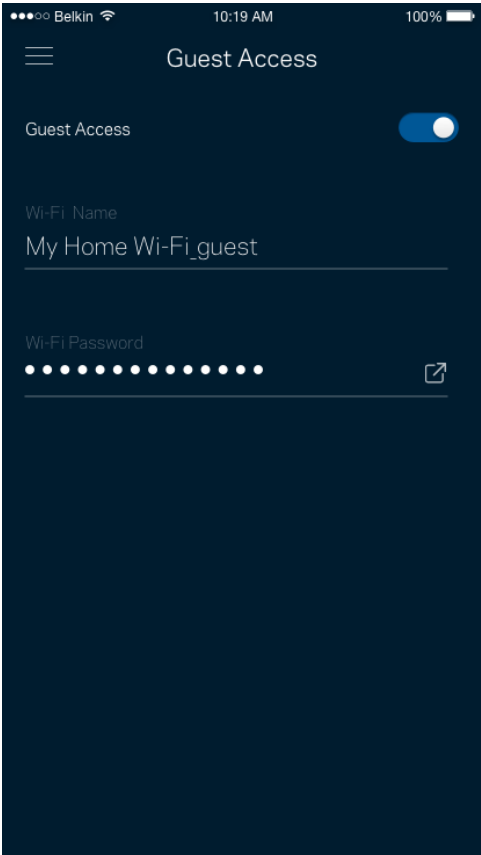 Belkin 10:19 AM 100%
Guest Access
Guest Access
Wi-Fi Name
My Home Wi-Fi_guest
Wi-Fi Password
●●●●●●●●●●●●●●